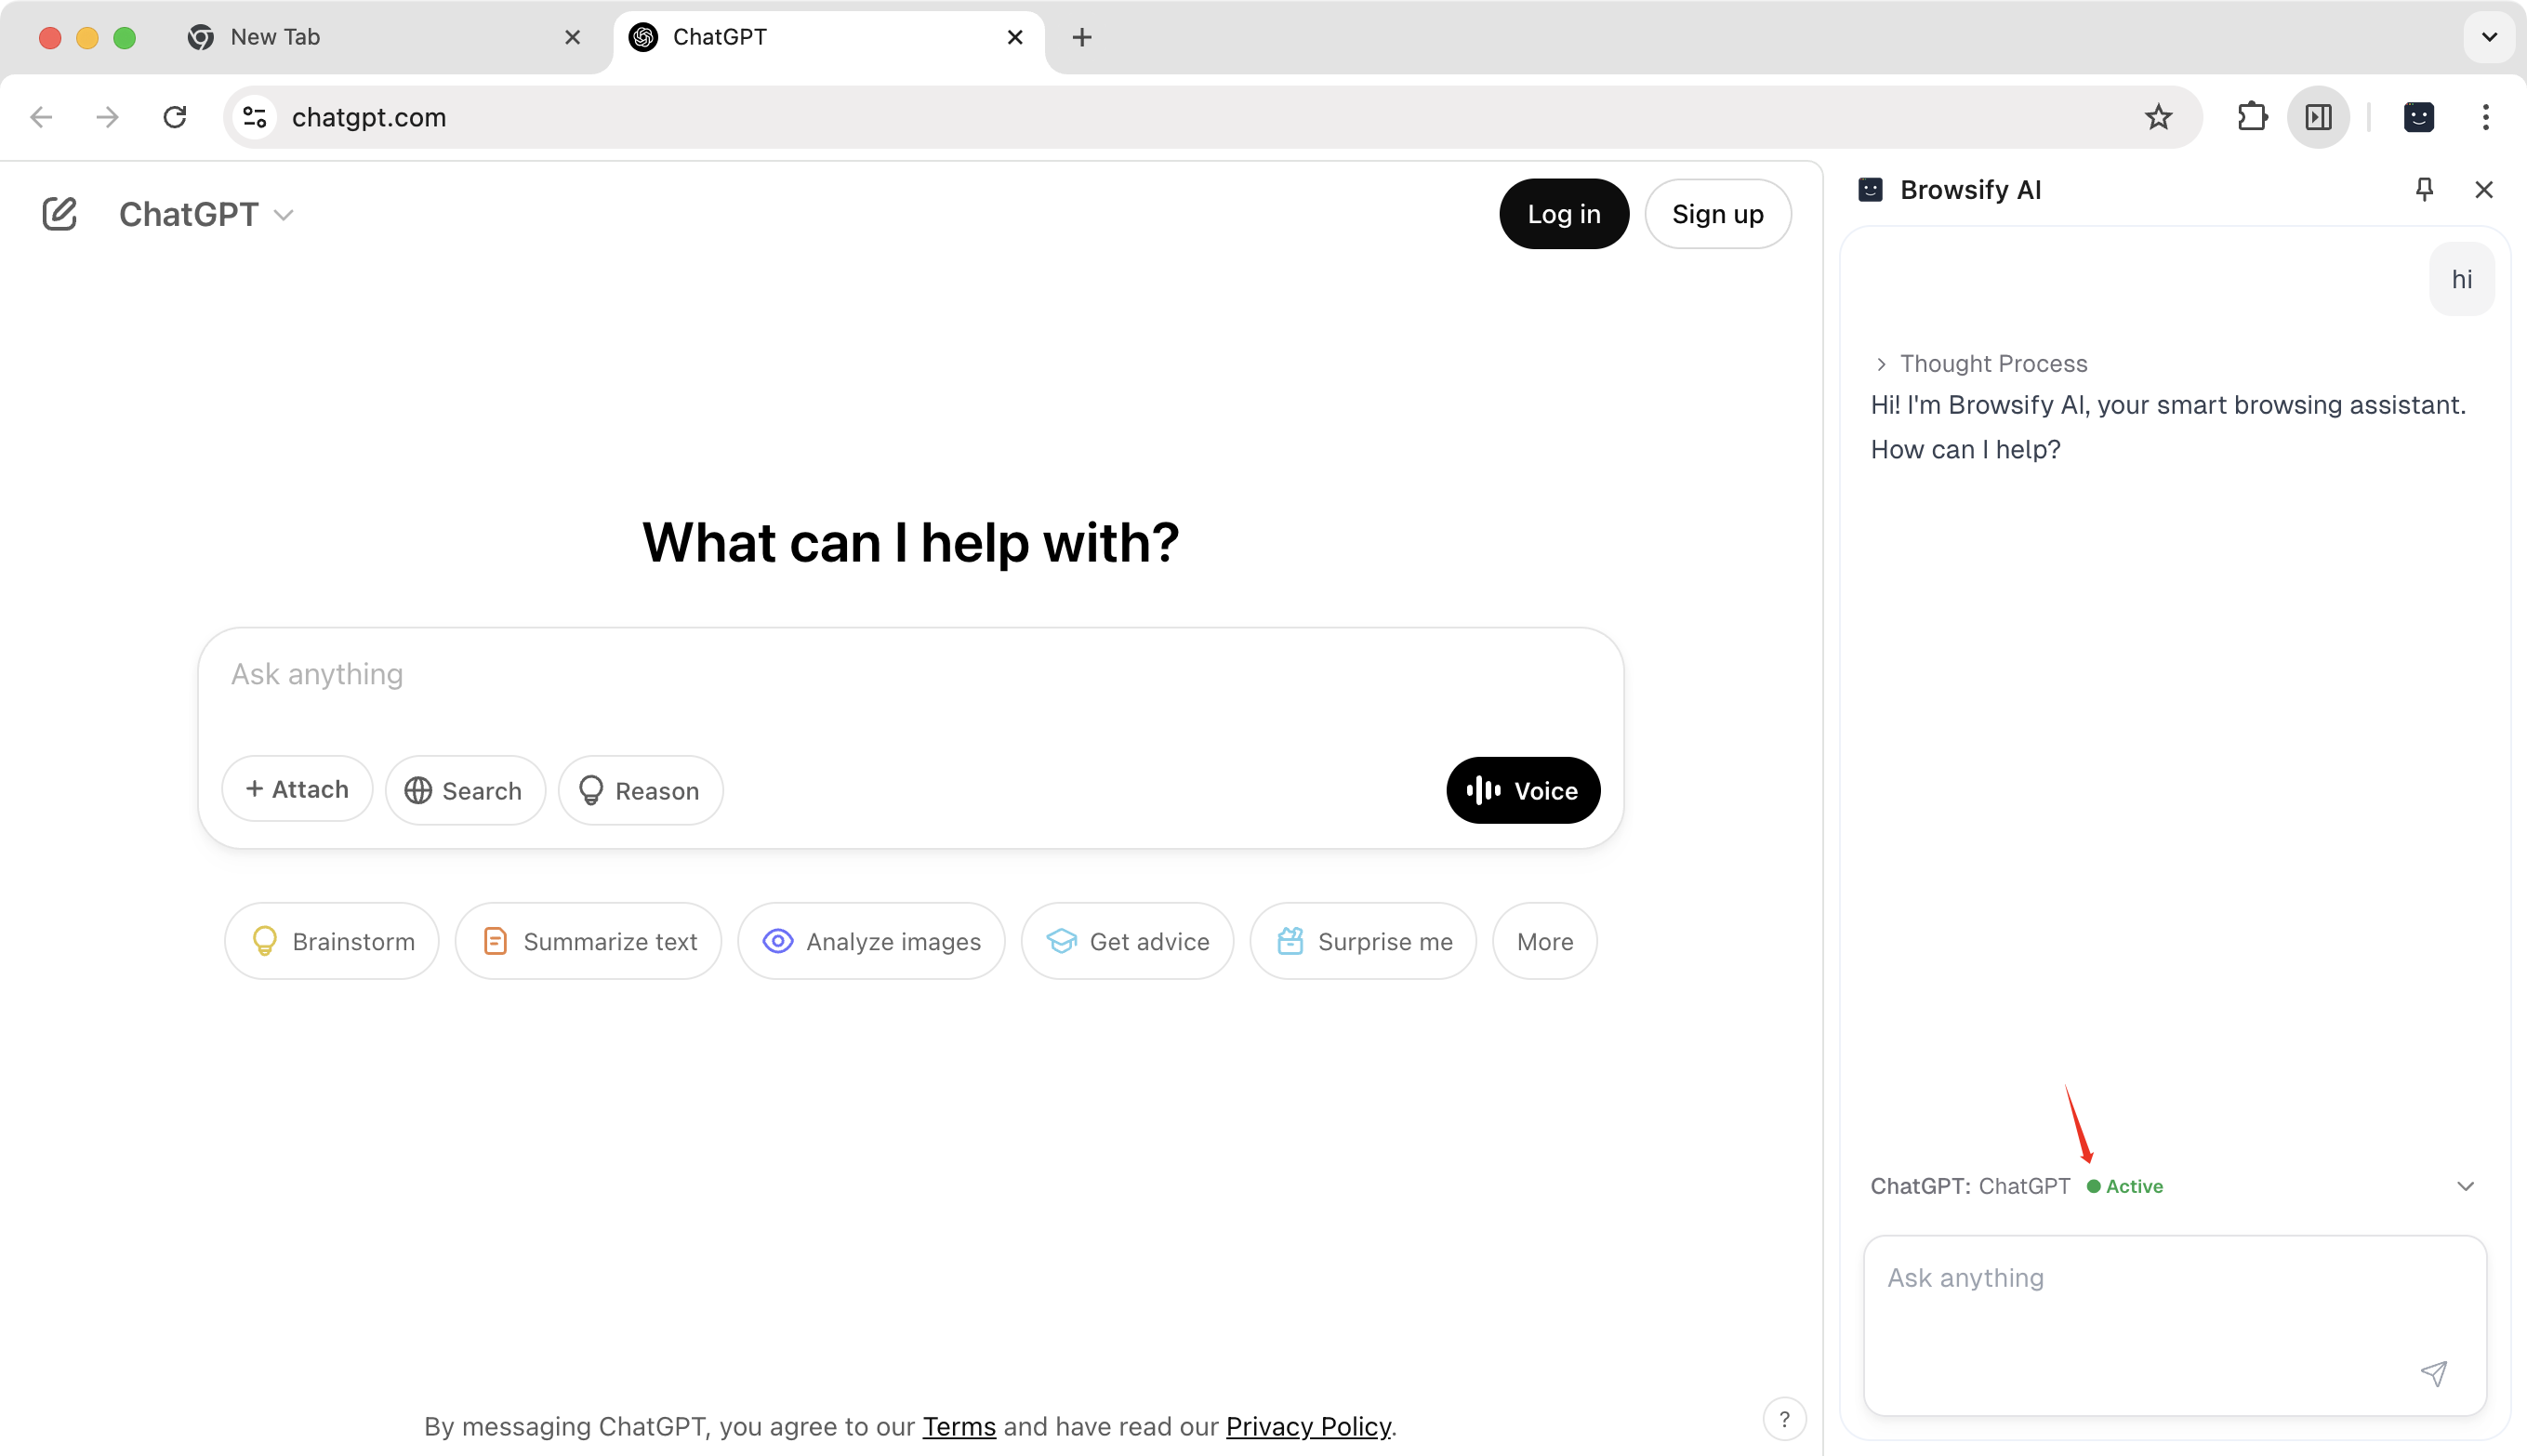 New Tab
ChatGPT
chatgpt.com
ChatGPT
Log in
Sign up
What can I help with?
Ask anything
+ Attach
Search
Reason
Voice
Brainstorm
Summarize text
Analyze images
Get advice
Surprise me
More
By messaging ChatGPT, you agree to our Terms and have read our Privacy Policy.
?
Browsify AI
hi
Thought Process
Hi! I'm Browsify AI, your smart browsing assistant.
How can I help?
ChatGPT: ChatGPT Active
Ask anything